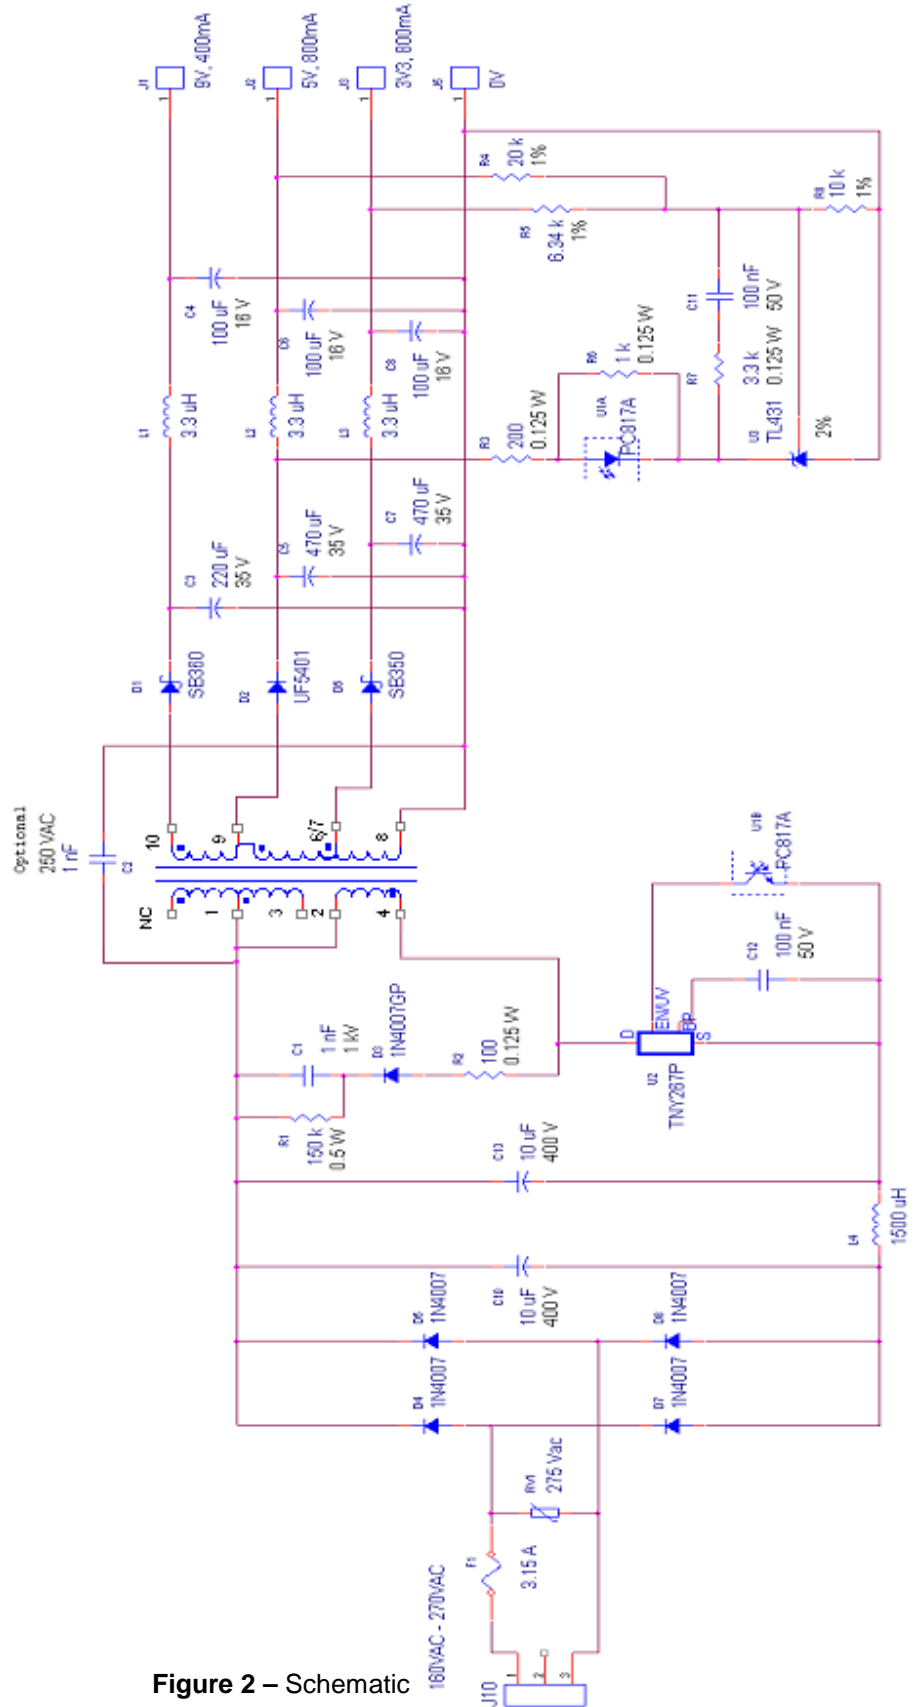 J1
9V, 400mA
1
J2
5V, 800mA
1
J3
3V3, 800mA
1
J5
0V
1
R4
20 k
1%
R5
6.34 k
1%
R8
10 k
1%
C4
100 uF
16 V
C6
100 uF
16 V
C8
100 uF
16 V
C11
100 nF
50 V
R7
3.3 k
0.125 W
R6
1 k
0.125 W
U1A
PC817A
R3
200
0.125 W
U3
TL431
2%
L1
3.3 uH
L2
3.3 uH
L3
3.3 uH
C3
220 uF
35 V
C5
470 uF
35 V
C7
470 uF
35 V
D1
SB360
D2
UF5401
SB350
Optional
250 VAC
1 nF
C2
10
9
6/7
8
NC
1
3
2
4
U1B
PC817A
C12
100 nF
50 V
D
EN/UV
BP
S
U2
TNY267P
C1
1 nF
1 kV
D3
1N4007GP
R2
100
0.125 W
R1
150 k
0.5 W
C13
10 uF
400 V
C10
10 uF
400 V
L4
1500 uH
1N4007
D4
1N4007
D8
1N4007
D7
1N4007
RV1
275 Vac
F1
3.15 A
160VAC - 270VAC
J10
1
2
3
Figure 2 – Schematic